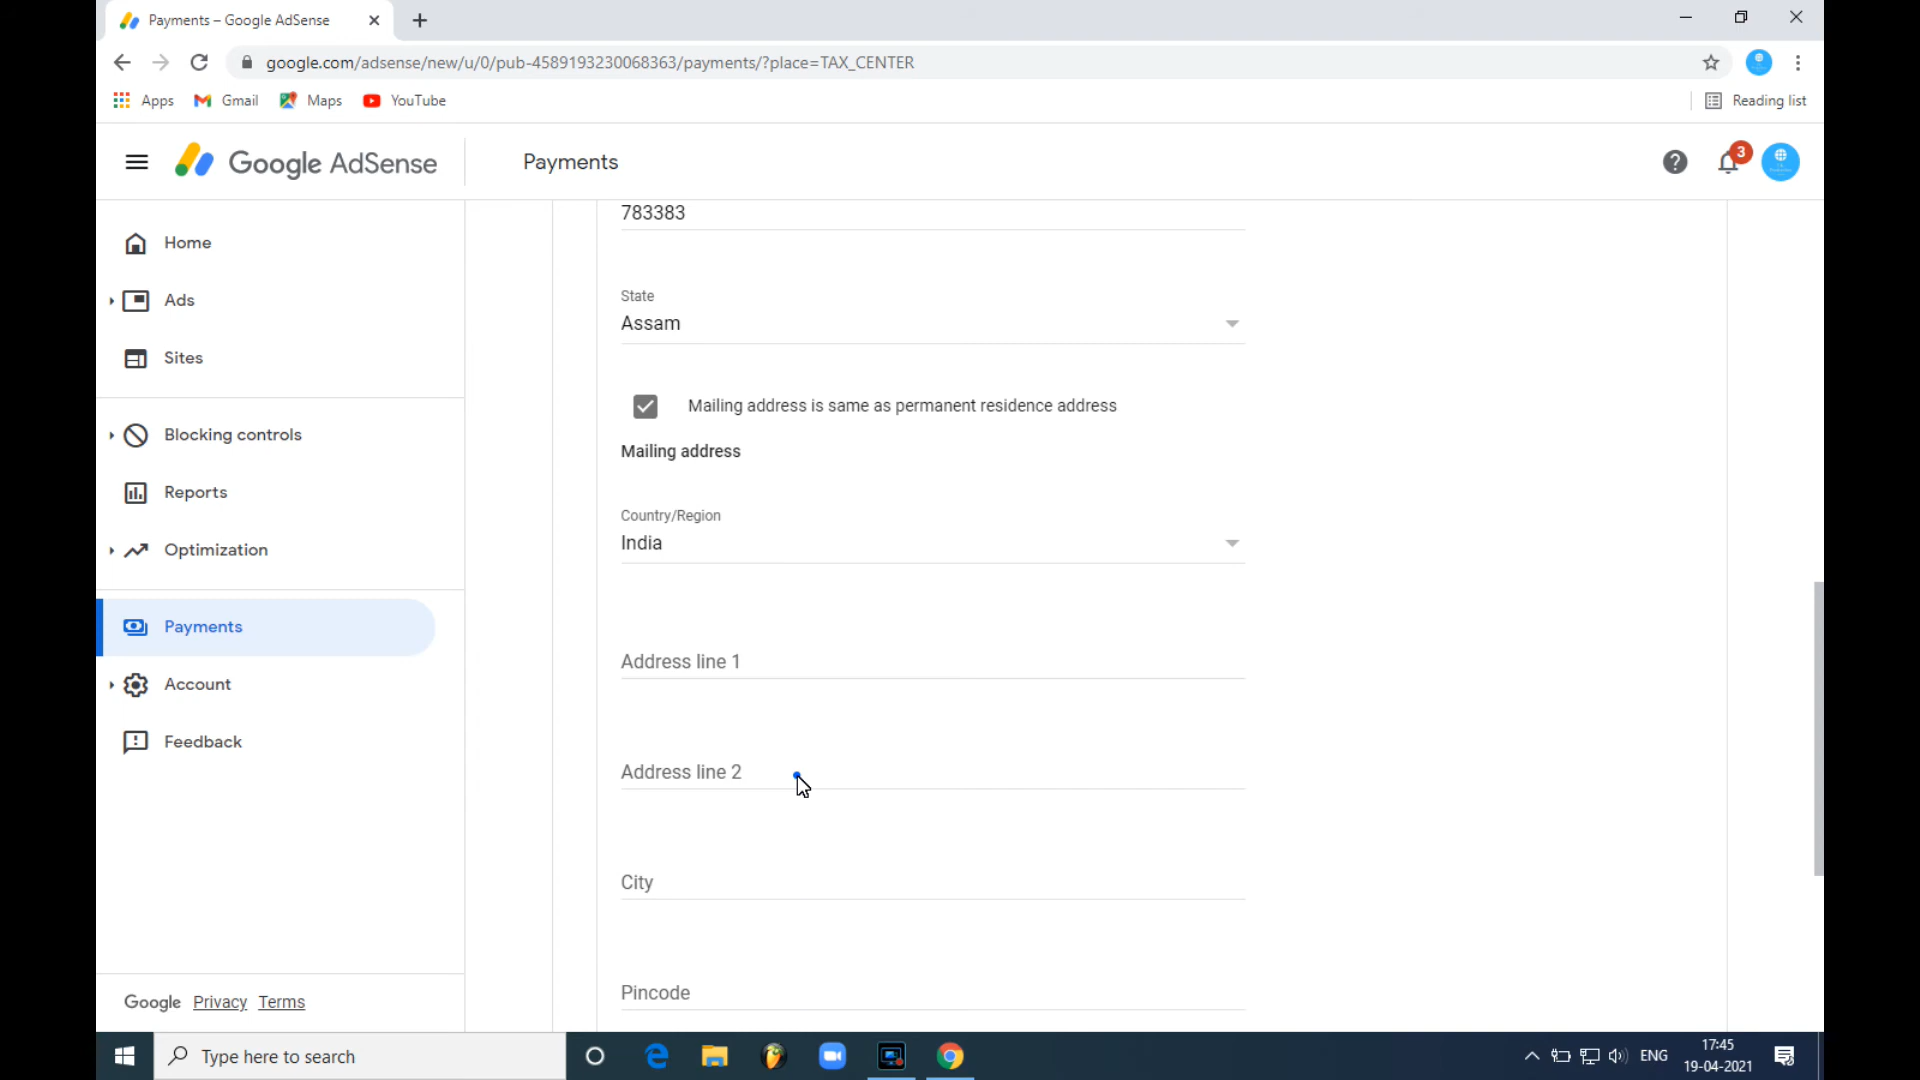 Payments – Google AdSense
google.com/adsense/new/u/0/pub-4589193230068363/payments/?place=TAX_CENTER
Apps Gmail Maps YouTube Reading list
Google AdSense Payments 3
Home
Ads
Sites
Blocking controls
Reports
Optimization
Payments
Account
Feedback
Google Privacy Terms
783383
State
Assam
Mailing address is same as permanent residence address
Mailing address
Country/Region
India
Address line 1
Address line 2
City
Pincode
Type here to search
ENG
17:45
19-04-2021